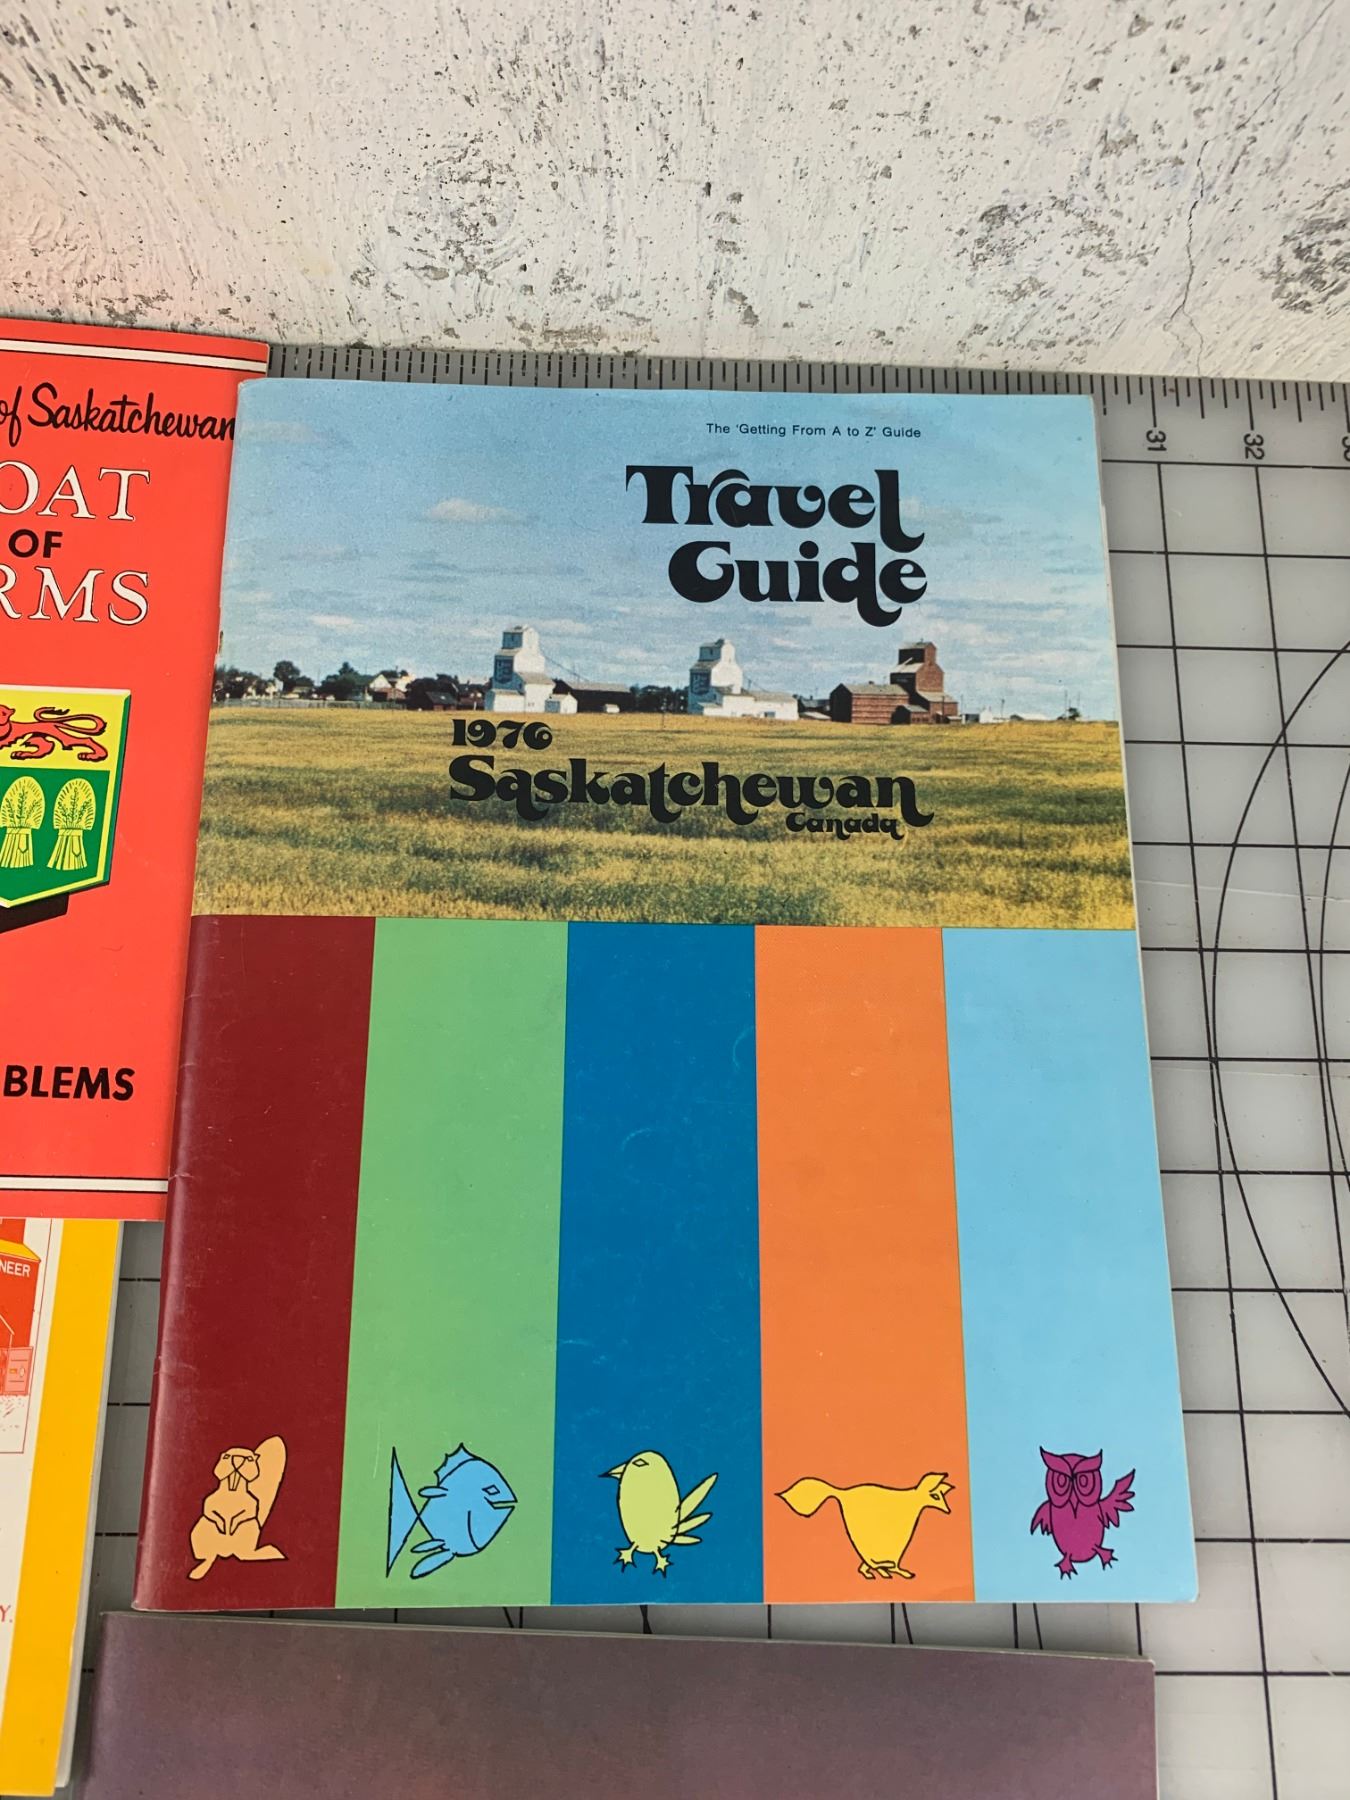 of Saskatchewan
OAT
OF
RMS
BLEMS
NEER
Y.
The 'Getting From A to Z' Guide
Travel
Guide
1976
Saskatchewan
Canada
31
32